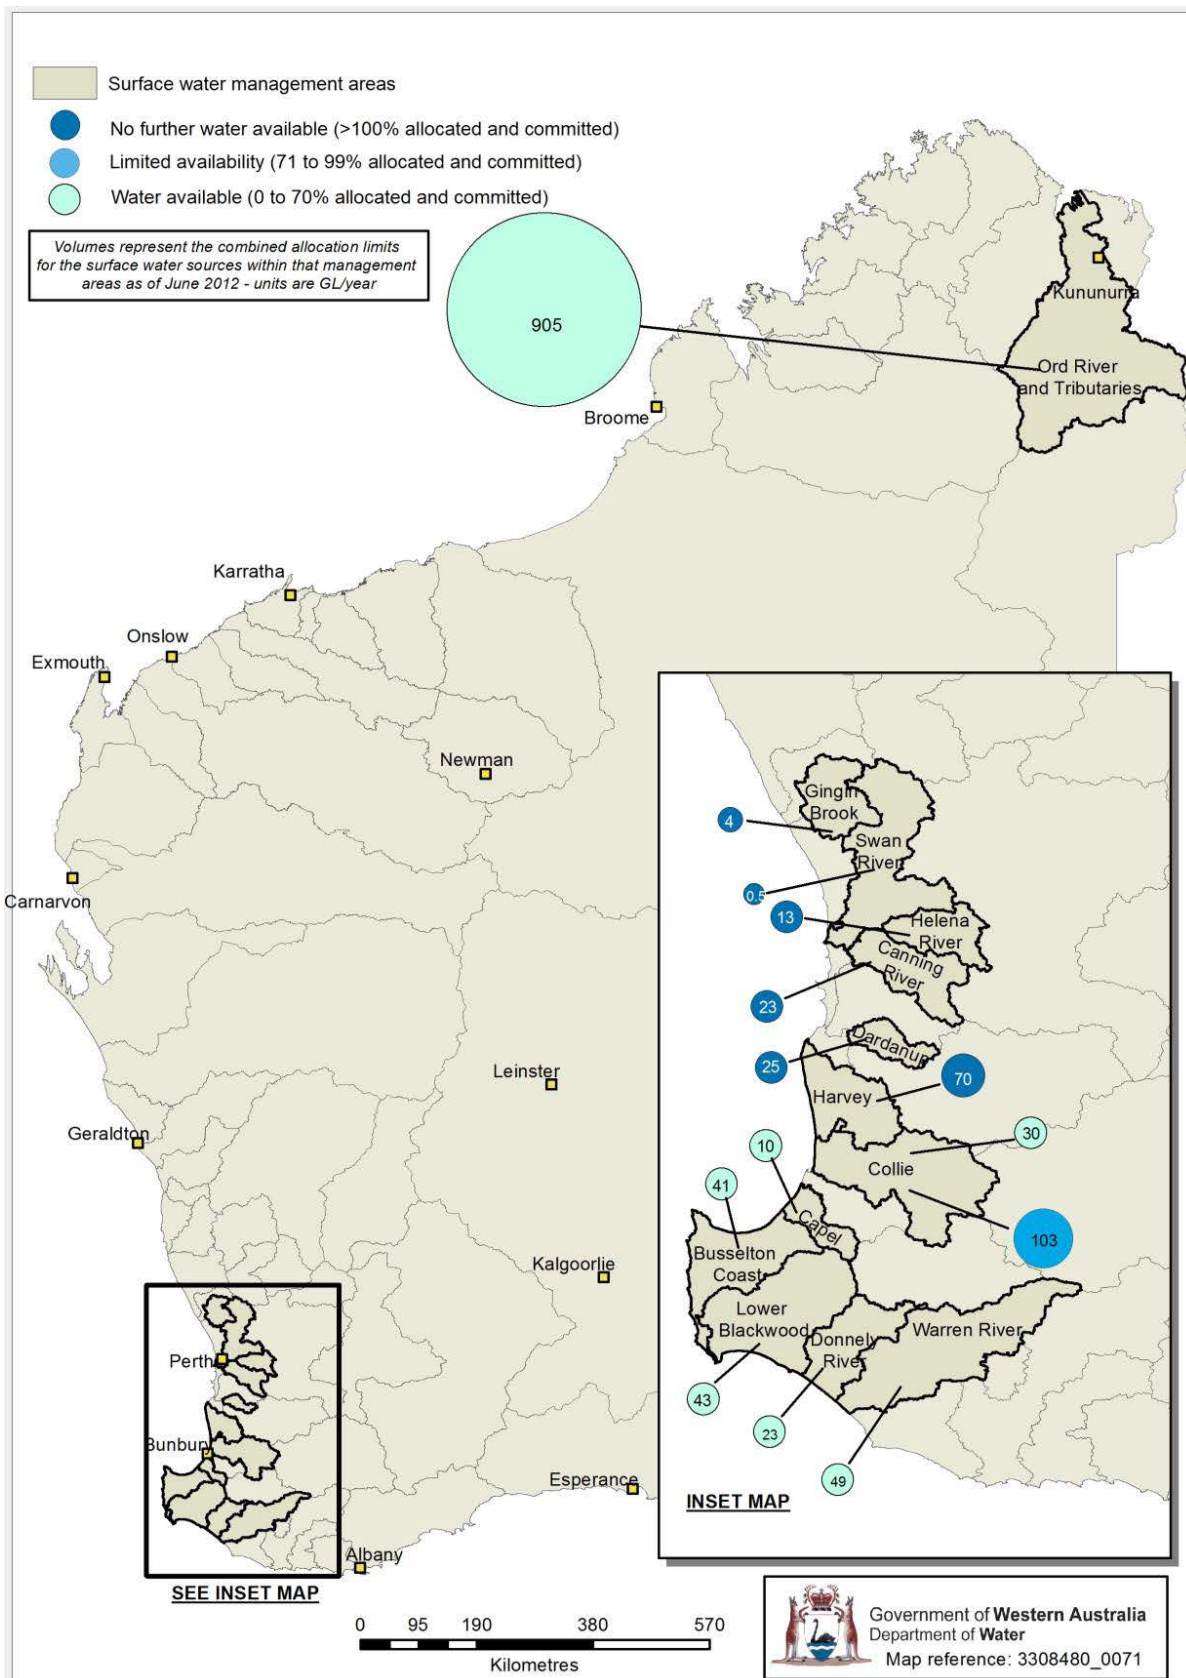 Surface water management areas
No further water available (>100% allocated and committed)
Limited availability (71 to 99% allocated and committed)
Water available (0 to 70% allocated and committed)
Volumes represent the combined allocation limits
for the surface water sources within that management
areas as of June 2012 - units are GL/year
905
Kununurra
Ord River
and Tributaries
Broome
Karratha
Onslow
Exmouth
Newman
Carnarvon
Leinster
Geraldton
Kalgoorlie
Perth
Bunbury
Esperance
Albany
SEE INSET MAP
Gingin
Brook
4
Swan
River
0.5
13
Helena
River
Canning
River
23
Dardanup
25
70
Harvey
30
10
Collie
41
Capel
103
Busselton
Coast
Lower
Blackwood
Donnely
River
Warren River
43
23
49
INSET MAP
0 95 190 380 570
Kilometres
Government of Western Australia
Department of Water
Map reference: 3308480_0071